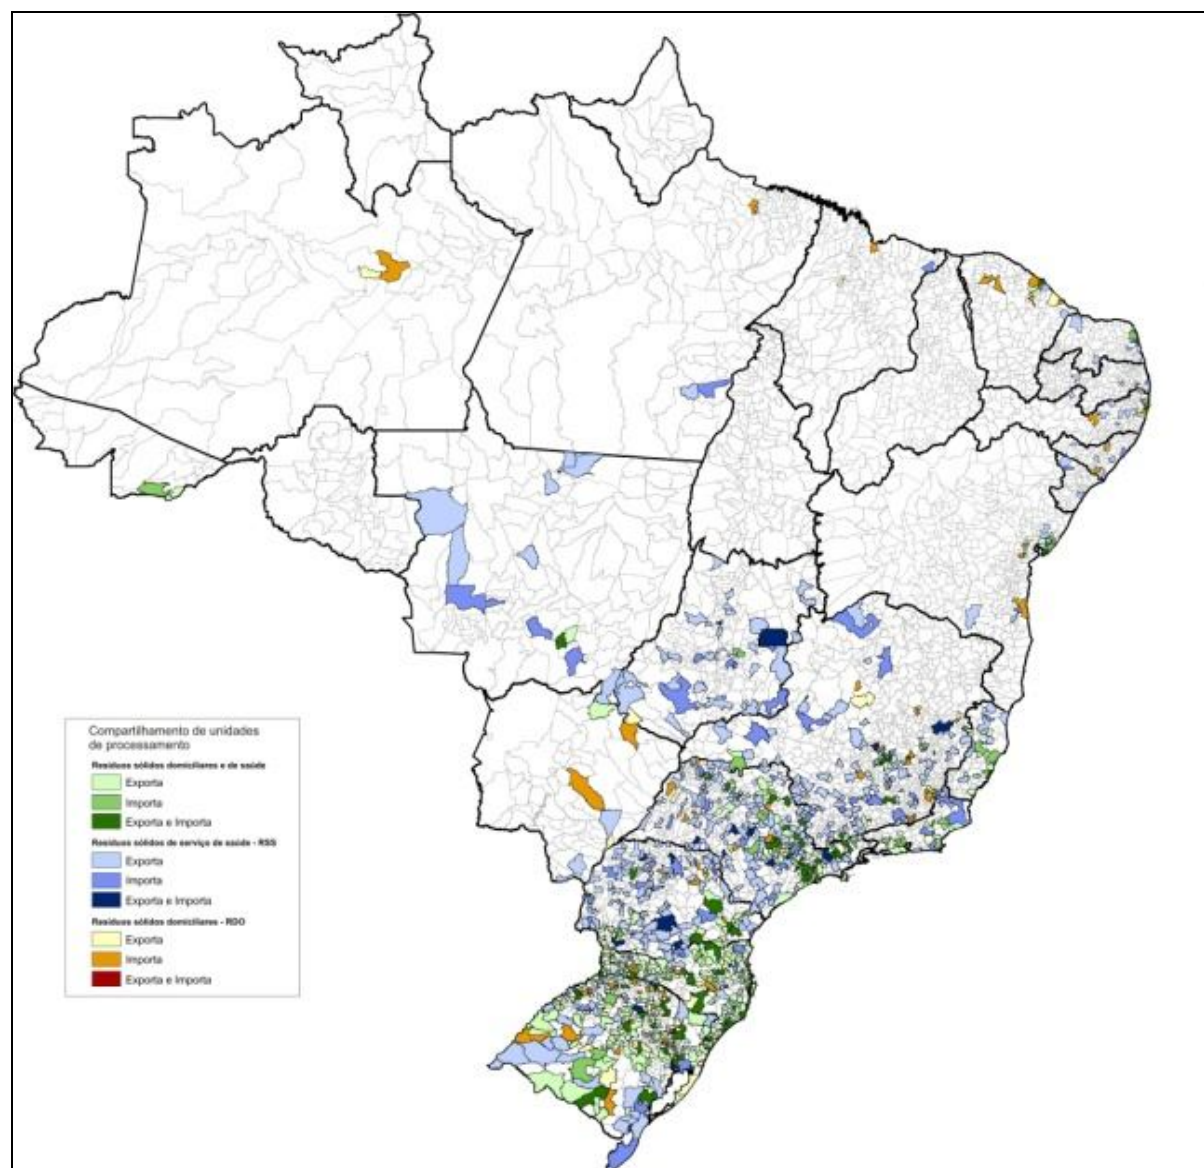 Compartilhamento de unidades
de processamento
Resíduos sólidos domiciliares e de saúde
Exporta
Importa
Exporta e Importa
Resíduos sólidos de serviço de saúde - RSS
Exporta
Importa
Exporta e Importa
Resíduos sólidos domiciliares - RDO
Exporta
Importa
Exporta e Importa